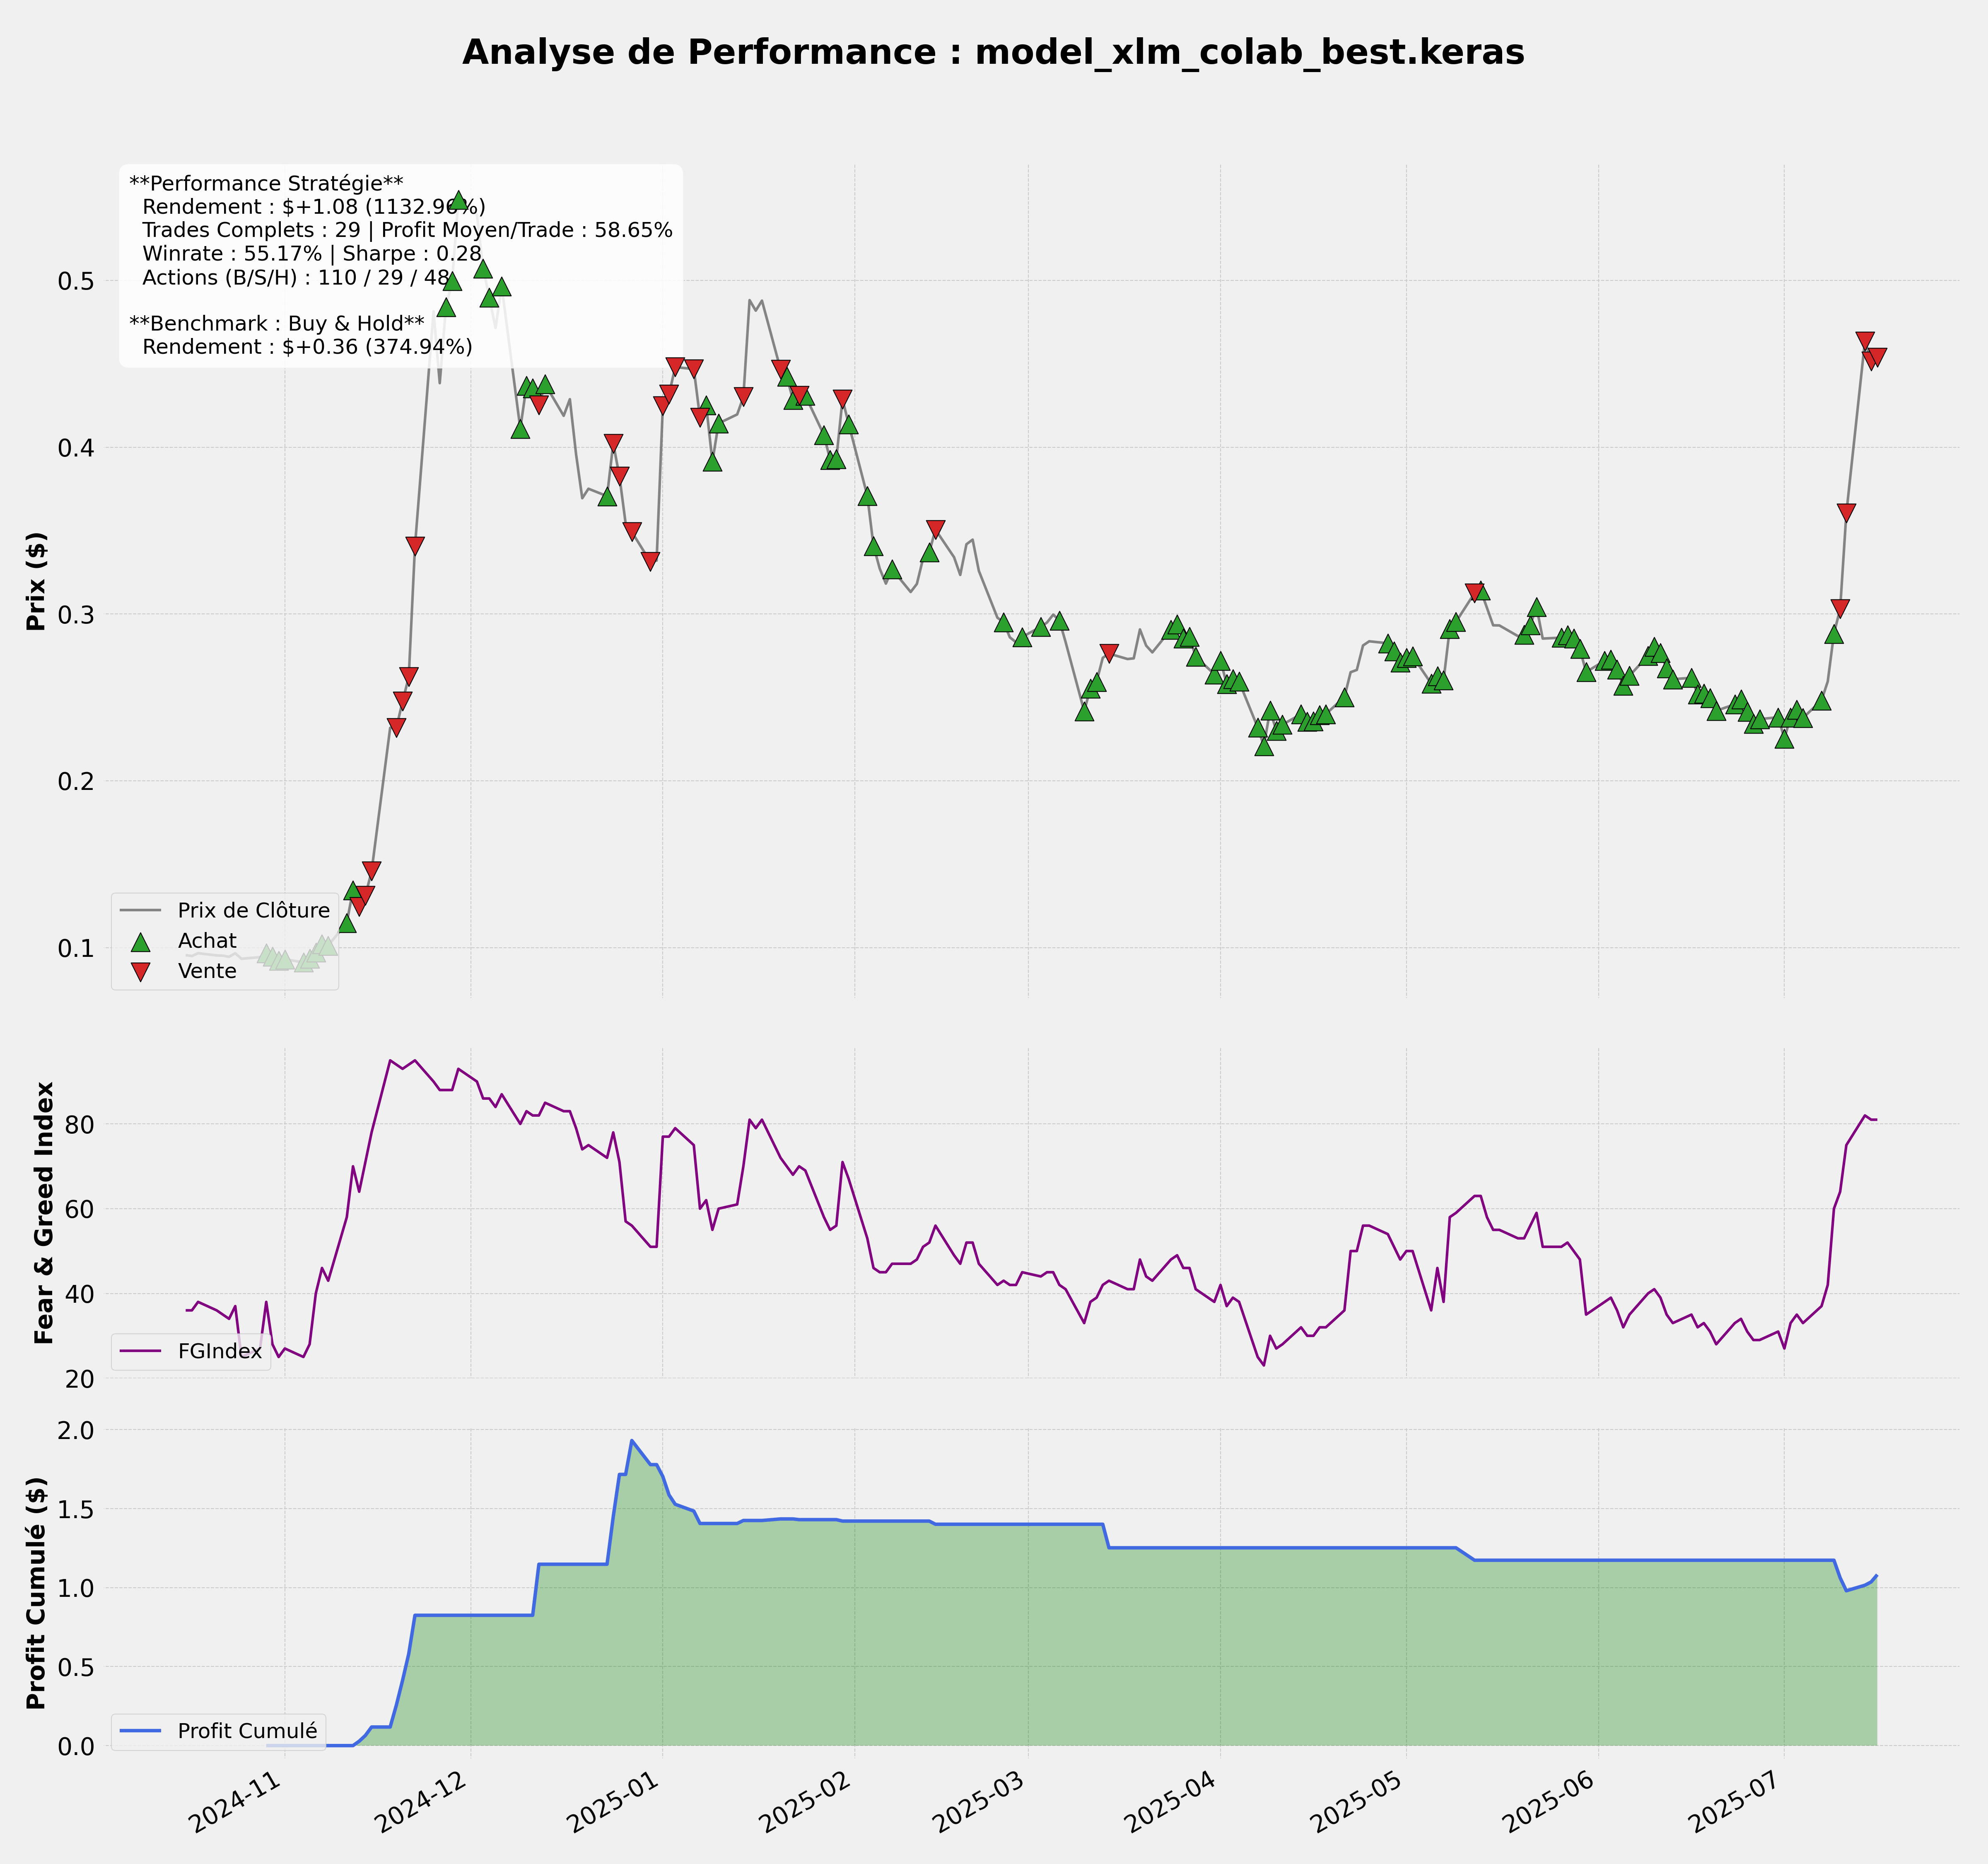 Analyse de Performance : model_xlm_colab_best.keras
**Performance Stratégie**
Rendement : $+1.08 (1132.96%)
Trades Complets : 29 | Profit Moyen/Trade : 58.65%
Winrate : 55.17% | Sharpe : 0.28
Actions (B/S/H) : 110 / 29 / 48
**Benchmark : Buy & Hold**
Rendement : $+0.36 (374.94%)
Prix ($)
0.5
0.4
0.3
0.2
0.1
Prix de Clôture
Achat
Vente
Fear & Greed Index
80
60
40
20
FGIndex
Profit Cumulé ($)
2.0
1.5
1.0
0.5
0.0
Profit Cumulé
2024-11
2024-12
2025-01
2025-02
2025-03
2025-04
2025-05
2025-06
2025-07